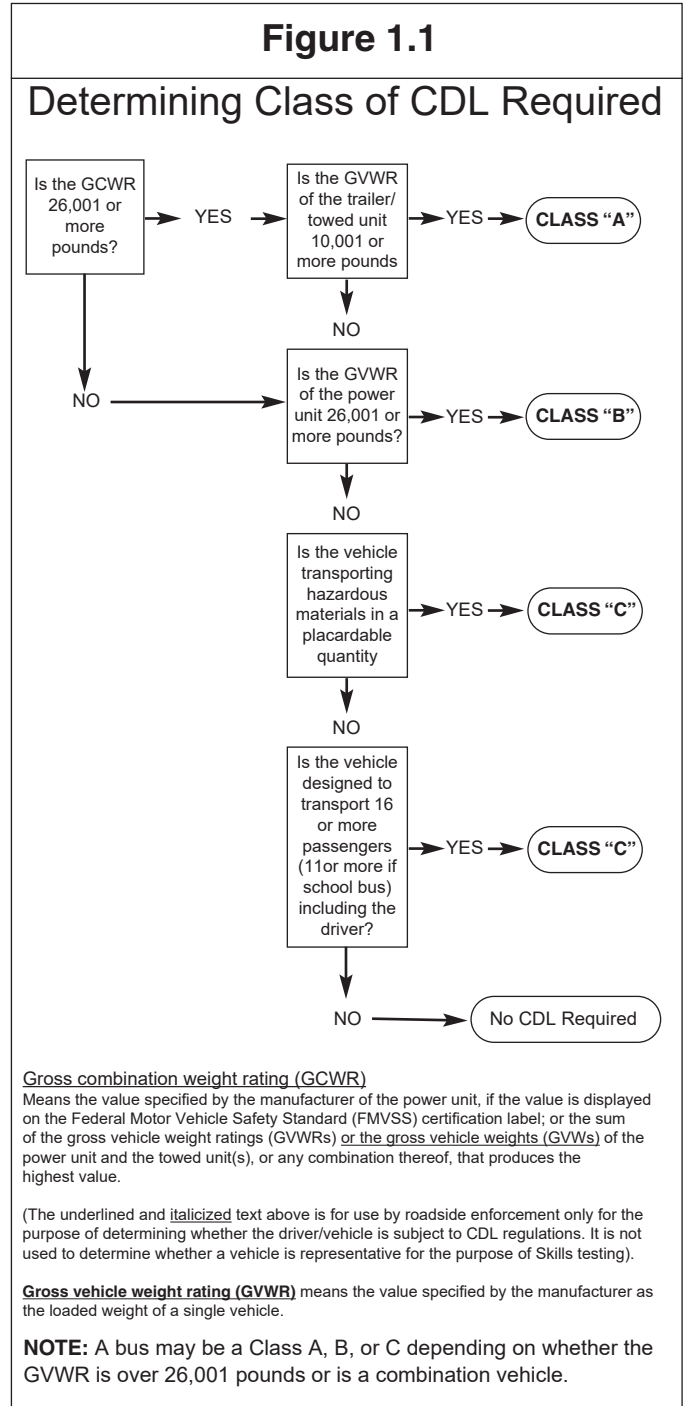 Figure 1.1
Determining Class of CDL Required
Is the GCWR
26,001 or
more
pounds?
YES
Is the GVWR
of the trailer/
towed unit
10,001 or
more pounds
YES
CLASS “A”
NO
NO
Is the GVWR
of the power
unit 26,001 or
more pounds?
YES
CLASS “B”
NO
Is the vehicle
transporting
hazardous
materials in a
placardable
quantity
YES
CLASS “C”
NO
Is the vehicle
designed to
transport 16
or more
passengers
(11or more if
school bus)
including the
driver?
YES
CLASS “C”
NO
No CDL Required
Gross combination weight rating (GCWR)
Means the value specified by the manufacturer of the power unit, if the value is displayed
on the Federal Motor Vehicle Safety Standard (FMVSS) certification label; or the sum
of the gross vehicle weight ratings (GVWRs) or the gross vehicle weights (GVWs) of the
power unit and the towed unit(s), or any combination thereof, that produces the
highest value.
(The underlined and italicized text above is for use by roadside enforcement only for the
purpose of determining whether the driver/vehicle is subject to CDL regulations. It is not
used to determine whether a vehicle is representative for the purpose of Skills testing).
Gross vehicle weight rating (GVWR) means the value specified by the manufacturer as
the loaded weight of a single vehicle.
NOTE: A bus may be a Class A, B, or C depending on whether the
GVWR is over 26,001 pounds or is a combination vehicle.